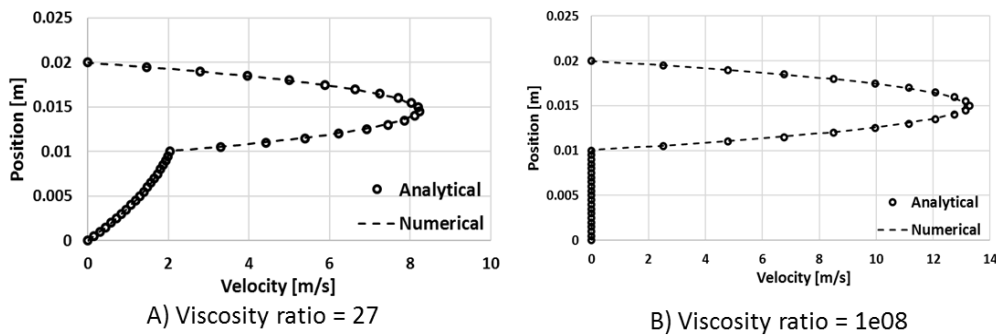 0.025
0.02
0.015
0.01
0.005
0
Position [m]
0 2 4 6 8 10
Velocity [m/s]
Analytical
Numerical
A) Viscosity ratio = 27
0.025
0.02
0.015
0.01
0.005
0
Position [m]
0 2 4 6 8 10 12 14
Velocity [m/s]
Analytical
Numerical
B) Viscosity ratio = 1e08